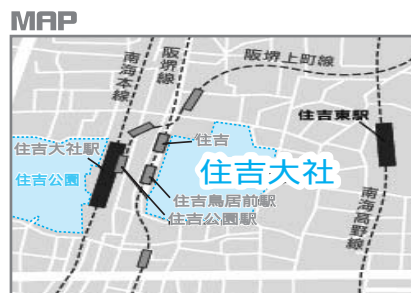 MAP
南海本線
阪堺線
阪堺上町線
住吉東駅
住吉
住吉大社駅
住吉大社
住吉公園
住吉鳥居前駅
住吉公園駅
南海高野線